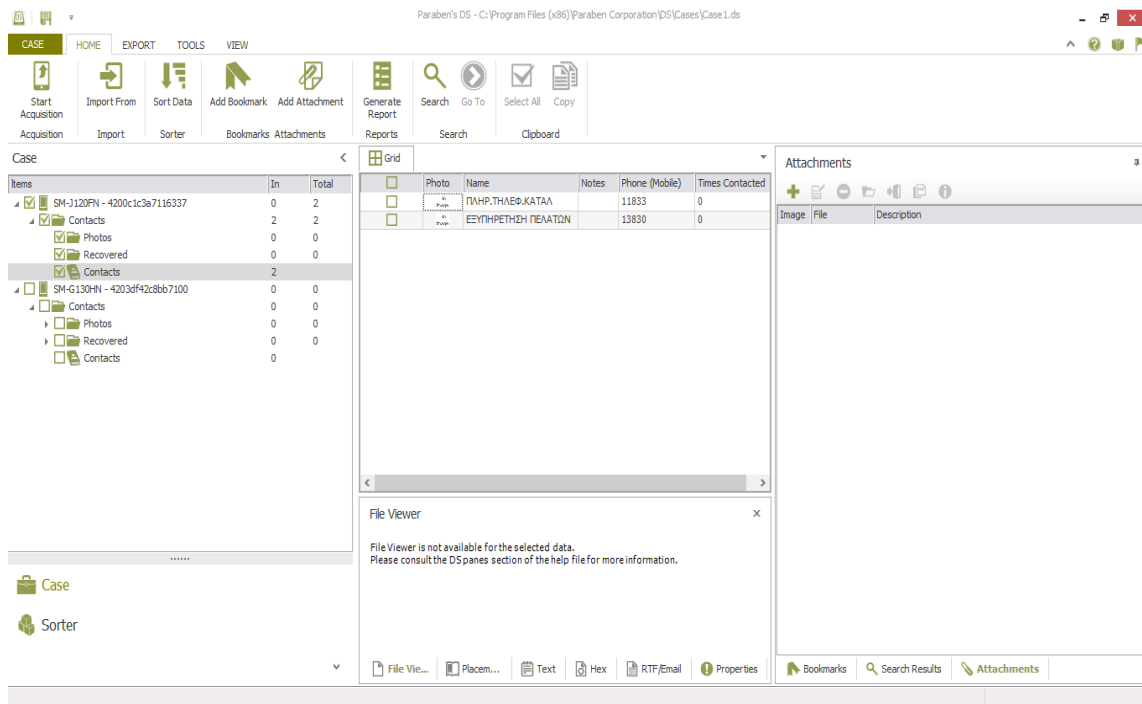 Paraben's DS - C:\Program Files (x86)\Paraben Corporation\DS\Cases\Case1.ds
CASE HOME EXPORT TOOLS VIEW
Start Acquisition Import From Sort Data Add Bookmark Add Attachment Generate Report Search Go To Select All Copy
Acquisition Import Sorter Bookmarks Attachments Reports Search Clipboard
Case
Items In Total
SM-J120FN - 4200c1c3a7116337 0 2
Contacts 2 2
Photos 0 0
Recovered 0 0
Contacts 2
SM-G130HN - 4203df42c8bb7100 0 0
Contacts 0 0
Photos 0 0
Recovered 0 0
Contacts 0
Case
Sorter
Grid
Photo Name Notes Phone (Mobile) Times Contacted
ΠΛΗΡ.ΤΗΛΕΦ.ΚΑΤΑΛ 11833 0
ΕΞΥΠΗΡΕΤΗΣΗ ΠΕΛΑΤΩΝ 13830 0
File Viewer
File Viewer is not available for the selected data.
Please consult the DS panes section of the help file for more information.
File Vie... Placem... Text Hex RTF/Email Properties
Attachments
Image File Description
Bookmarks Search Results Attachments